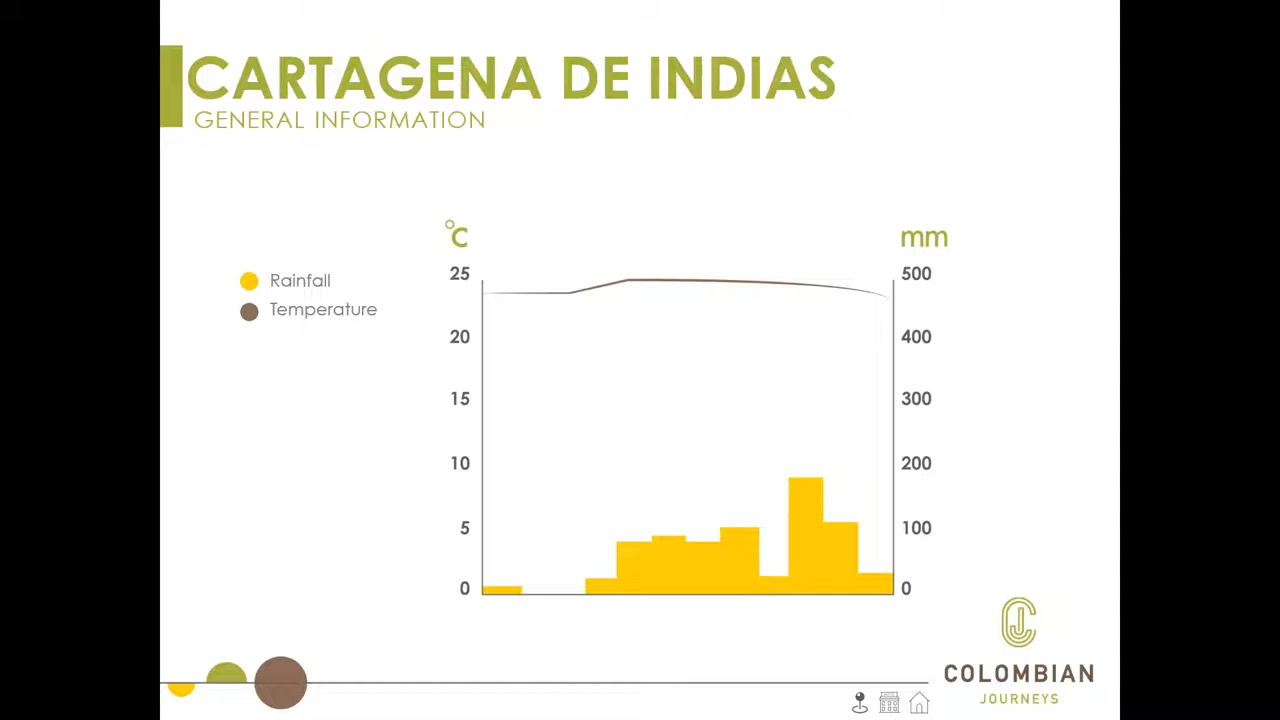 CARTAGENA DE INDIAS
GENERAL INFORMATION
Rainfall
Temperature
°C
25
20
15
10
5
0
mm
500
400
300
200
100
0
COLOMBIAN
JOURNEYS